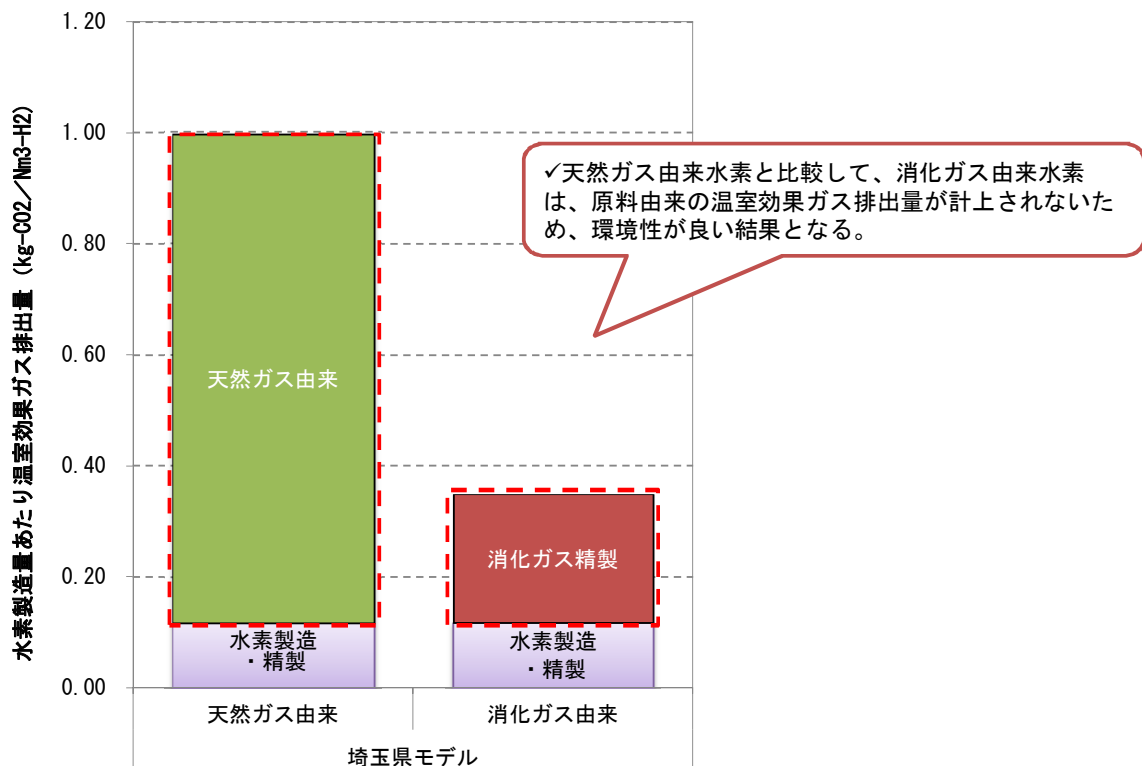 水素製造量あたり温室効果ガス排出量（kg-CO2／Nm3-H2）
1.20
1.00
0.80
0.60
0.40
0.20
0.00
✓天然ガス由来水素と比較して、消化ガス由来水素
は、原料由来の温室効果ガス排出量が計上されないた
め、環境性が良い結果となる。
天然ガス由来
水素製造
・精製
消化ガス精製
水素製造
・精製
天然ガス由来
消化ガス由来
埼玉県モデル